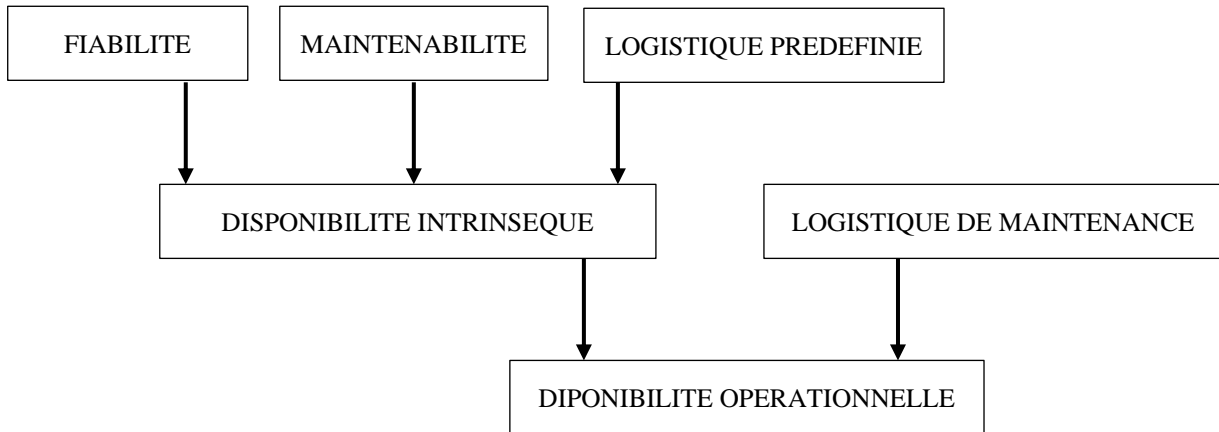 FIABILITE
MAINTENABILITE
LOGISTIQUE PREDEFINIE
DISPONIBILITE INTRINSEQUE
LOGISTIQUE DE MAINTENANCE
DIPONIBILITE OPERATIONNELLE